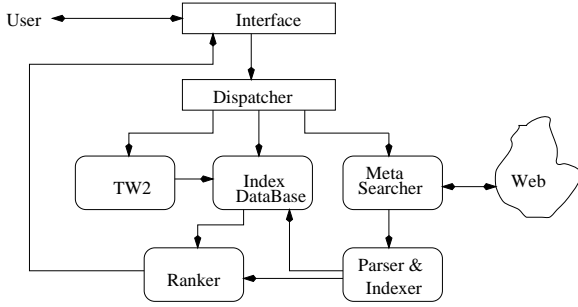 User
Interface
Dispatcher
TW2
Index
DataBase
Meta
Searcher
Web
Ranker
Parser &
Indexer